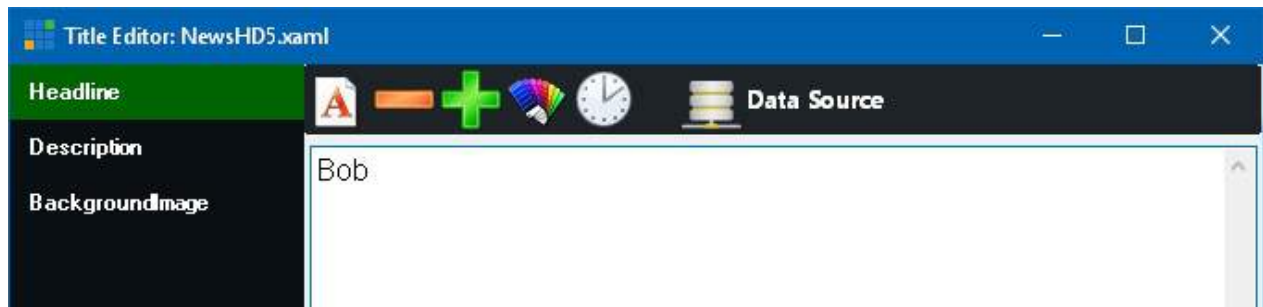 Title Editor: NewsHD5.xaml
Headline
Description
BackgroundImage
A
Data Source
Bob